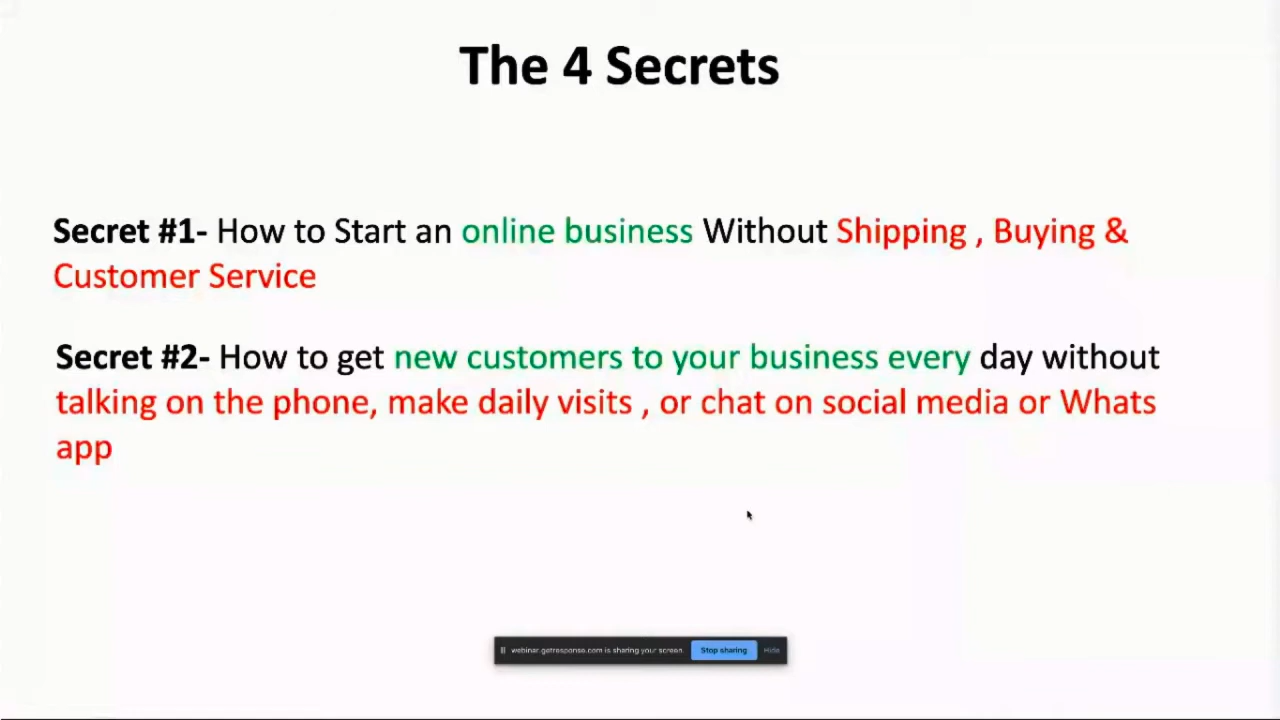 The 4 Secrets
Secret #1- How to Start an online business Without Shipping , Buying &
Customer Service
Secret #2- How to get new customers to your business every day without
talking on the phone, make daily visits , or chat on social media or Whats
app
webinar.getresponse.com is sharing your screen. Stop sharing Hide